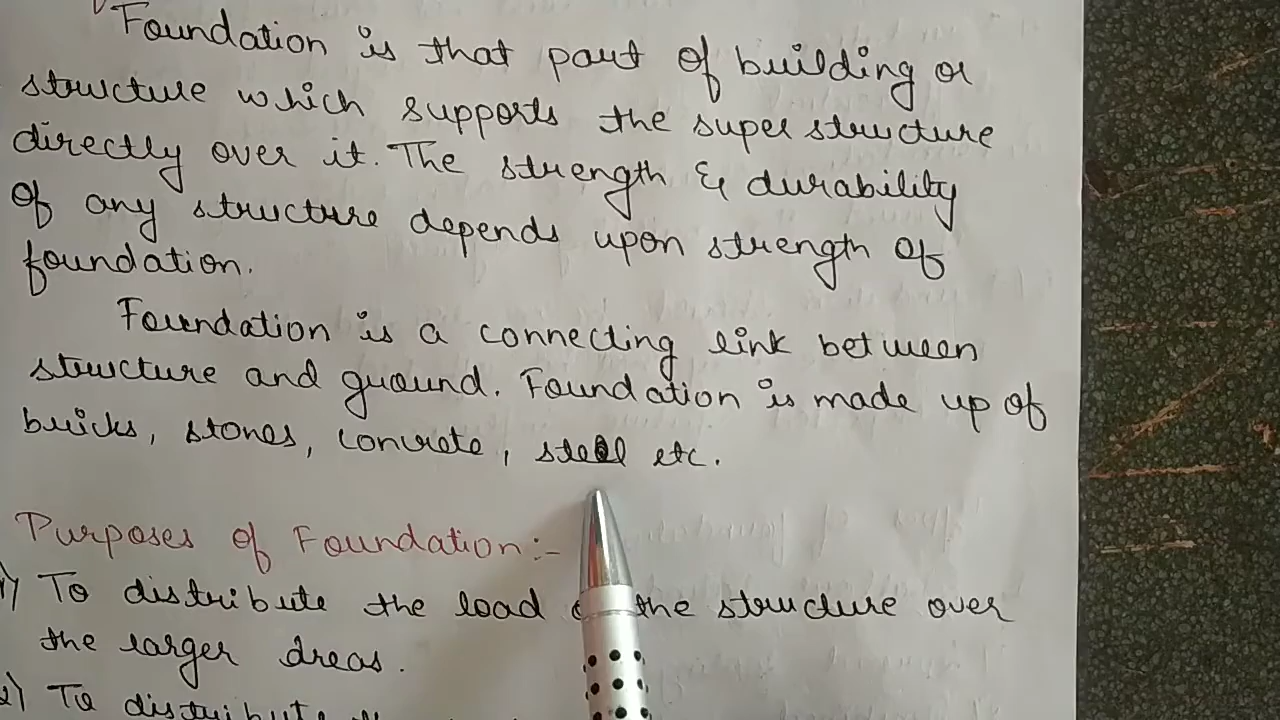 Foundation is that part of building or
structure which supports the super structure
directly over it. The strength & durability
of any structure depends upon strength of
foundation.
Foundation is a connecting link between
structure and ground. Foundation is made up of
bricks, stones, concrete, steel etc.
Purposes of Foundation:-
1) To distribute the load the structure over
the larger areas.
2) To distribute